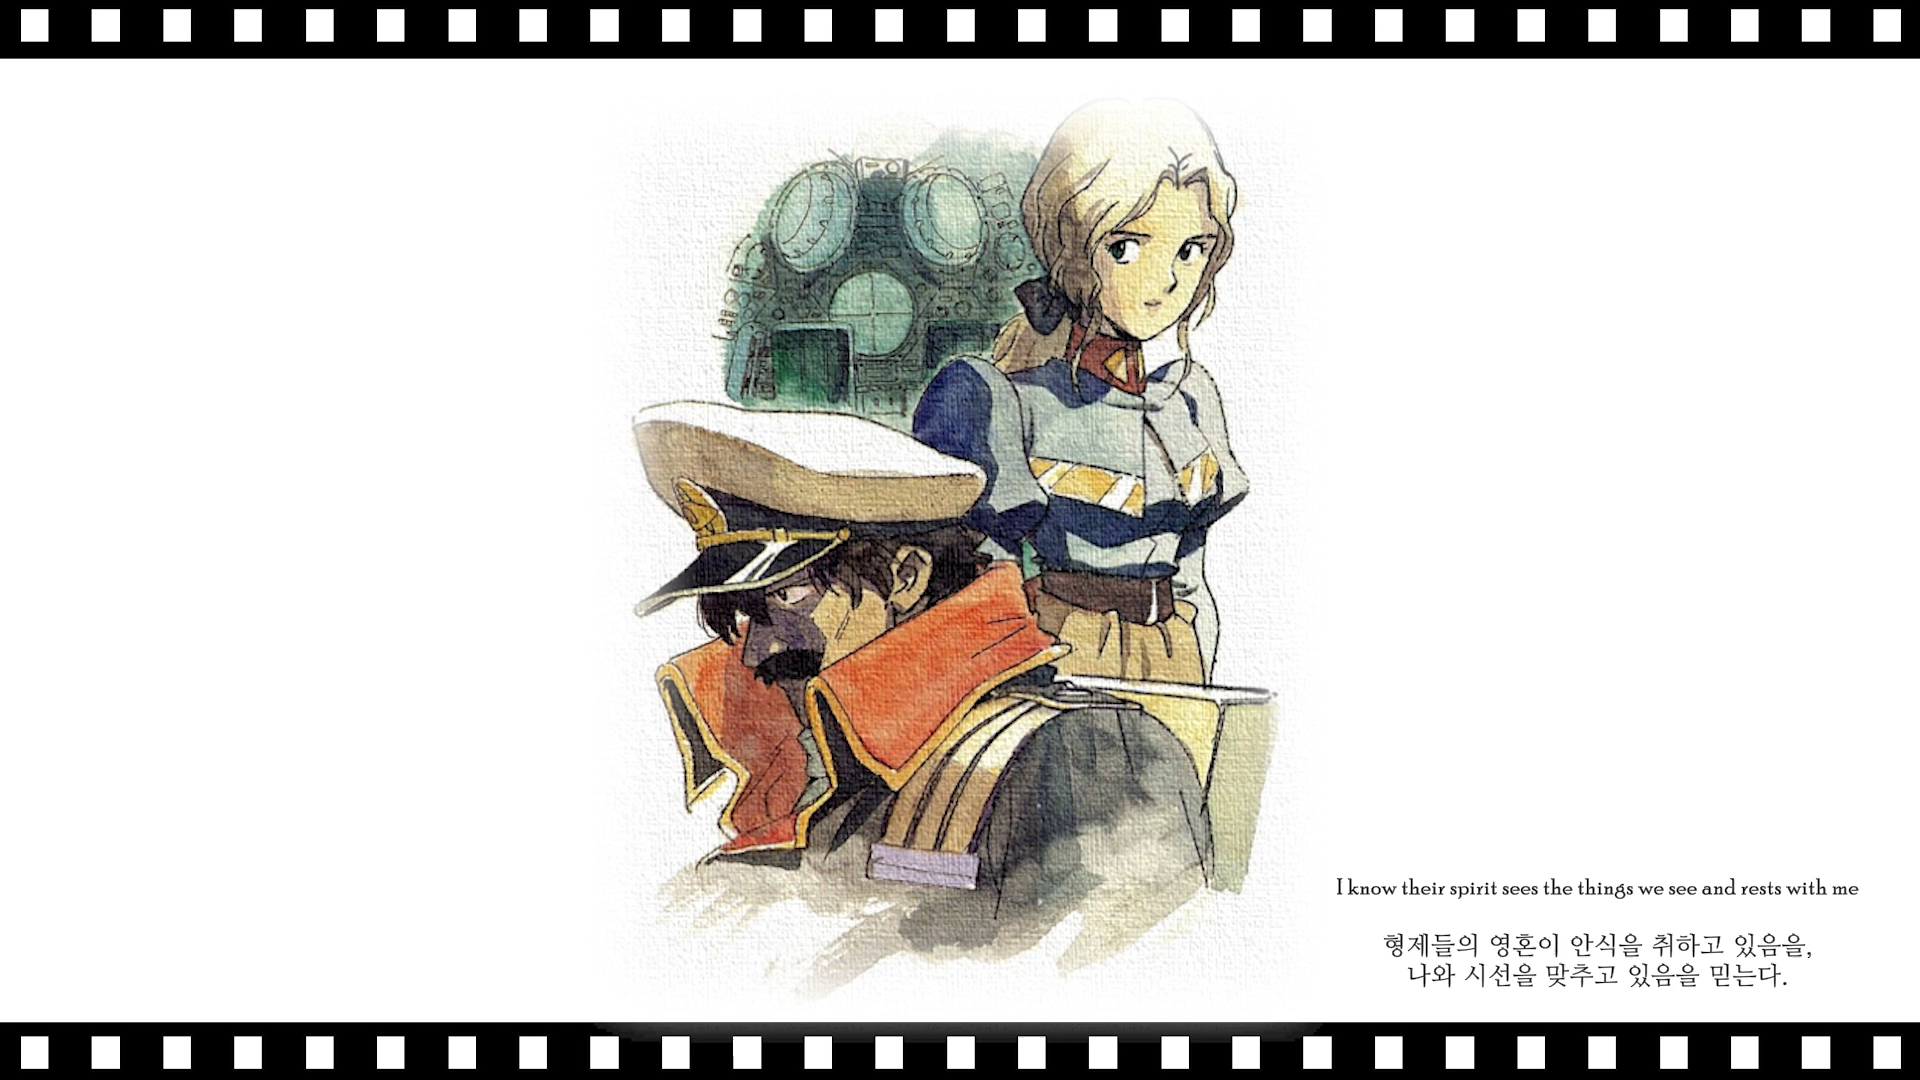 I know their spirit sees the things we see and rests with me
형제들의 영혼이 안식을 취하고 있음을,
나와 시선을 맞추고 있음을 믿는다.